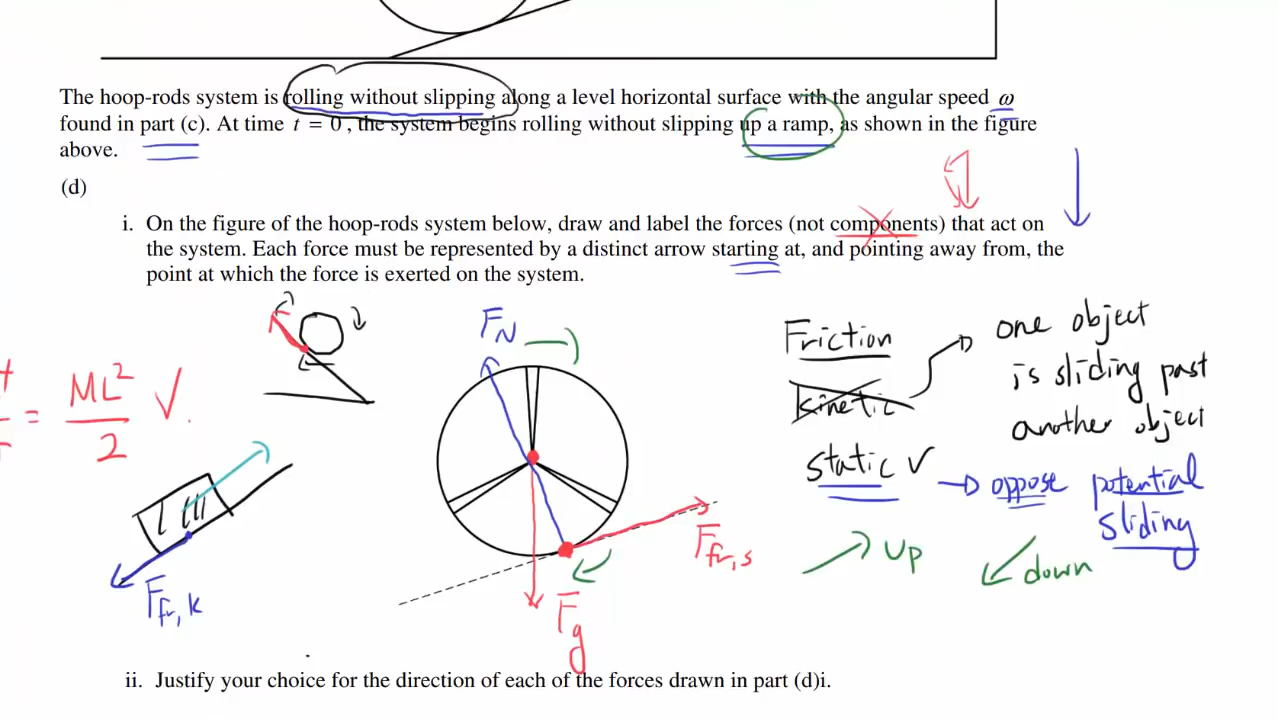 The hoop-rods system is rolling without slipping along a level horizontal surface with the angular speed ω
found in part (c). At time t = 0 , the system begins rolling without slipping up a ramp, as shown in the figure
above.
(d)
i. On the figure of the hoop-rods system below, draw and label the forces (not components) that act on
the system. Each force must be represented by a distinct arrow starting at, and pointing away from, the
point at which the force is exerted on the system.
F_N
Friction
one object
kinetic
is sliding past
another object
= ML²/2 √
static √
→ oppose potential
sliding
F_fr,s
up
down
F_fr,k
F_g
ii. Justify your choice for the direction of each of the forces drawn in part (d)i.